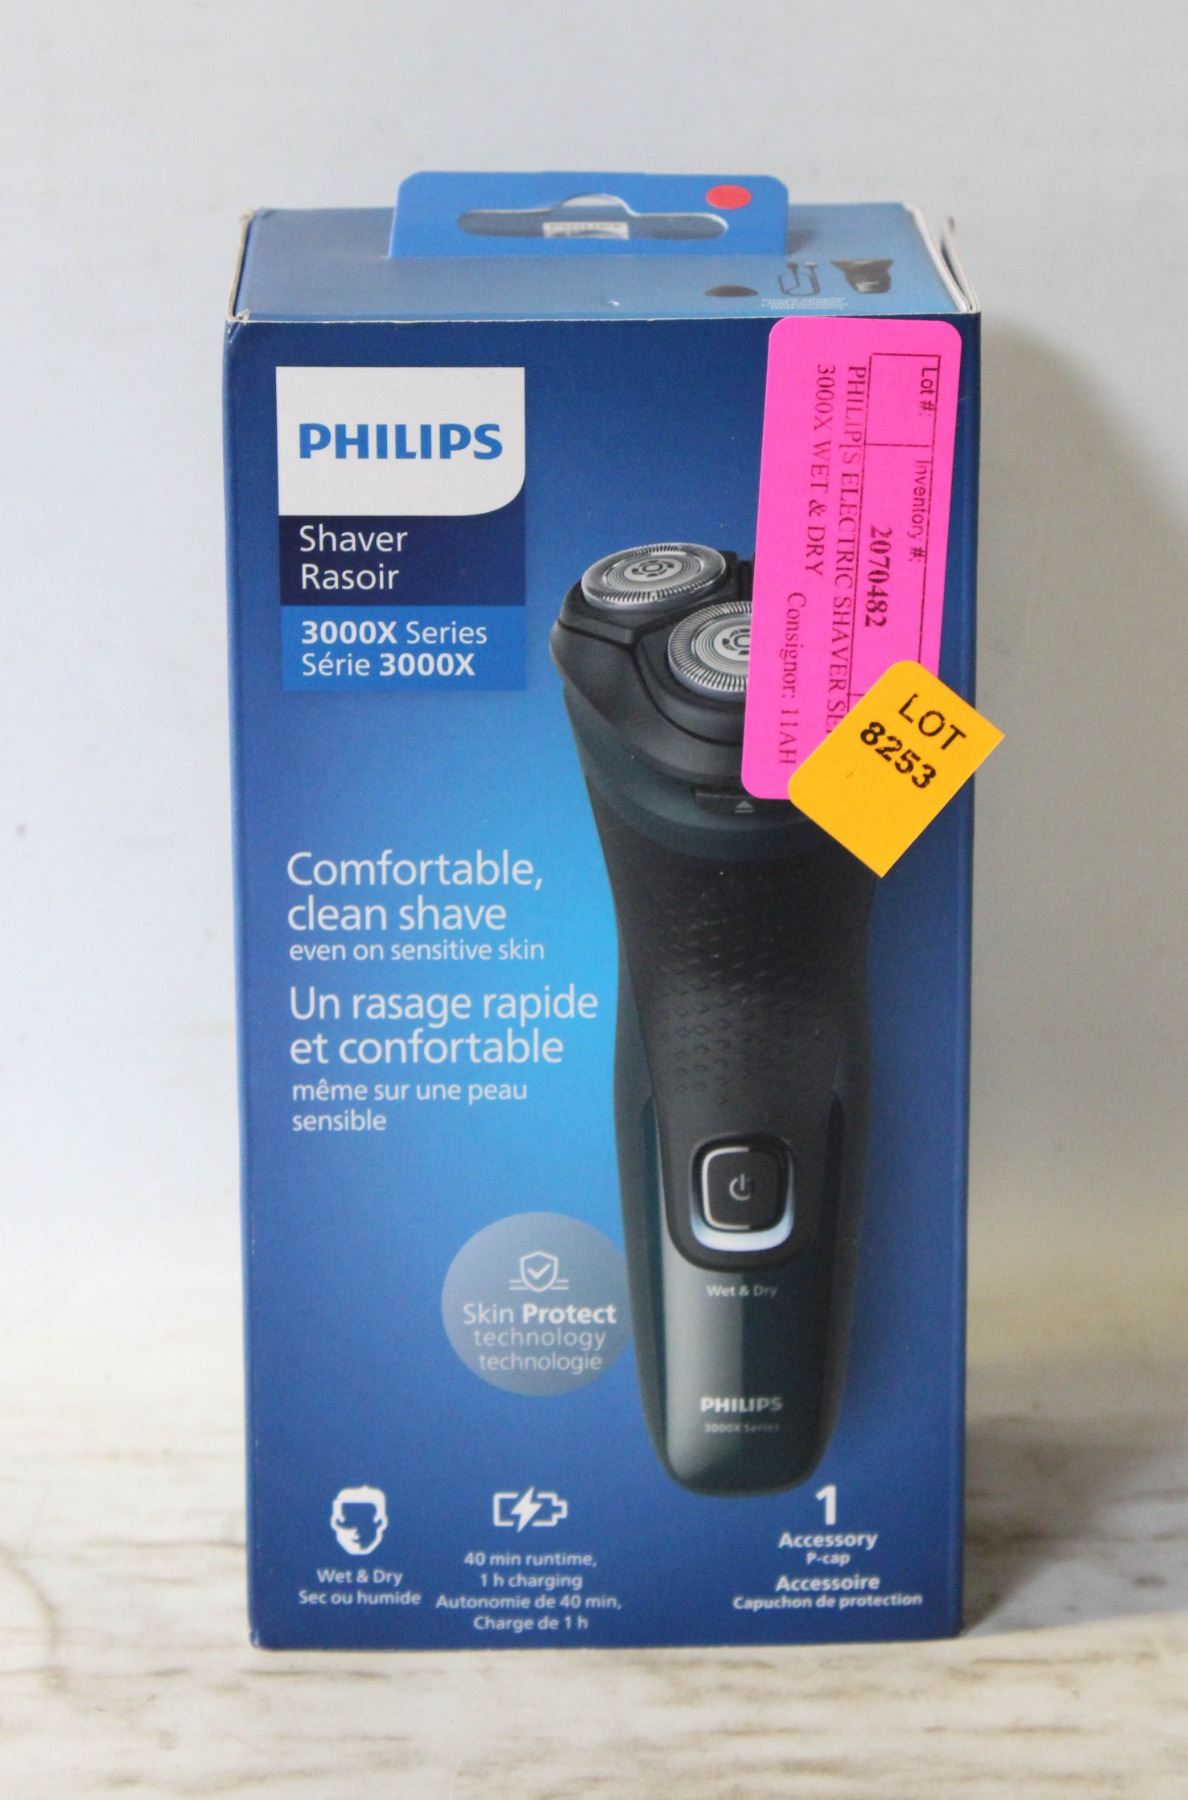 PHILIPS
Shaver
Rasoir
3000X Series
Série 3000X
Lot #:
Inventory #:
2070482
PHILIPS ELECTRIC SHAVER SE
3000X WET & DRY
Consignor: 11AH
LOT
8253
Comfortable,
clean shave
even on sensitive skin
Un rasage rapide
et confortable
même sur une peau
sensible
Skin Protect
technology
technologie
Wet & Dry
PHILIPS
3000X Series
Wet & Dry
Sec ou humide
40 min runtime,
1 h charging
Autonomie de 40 min,
Charge de 1 h
1
Accessory
P-cap
Accessoire
Capuchon de protection